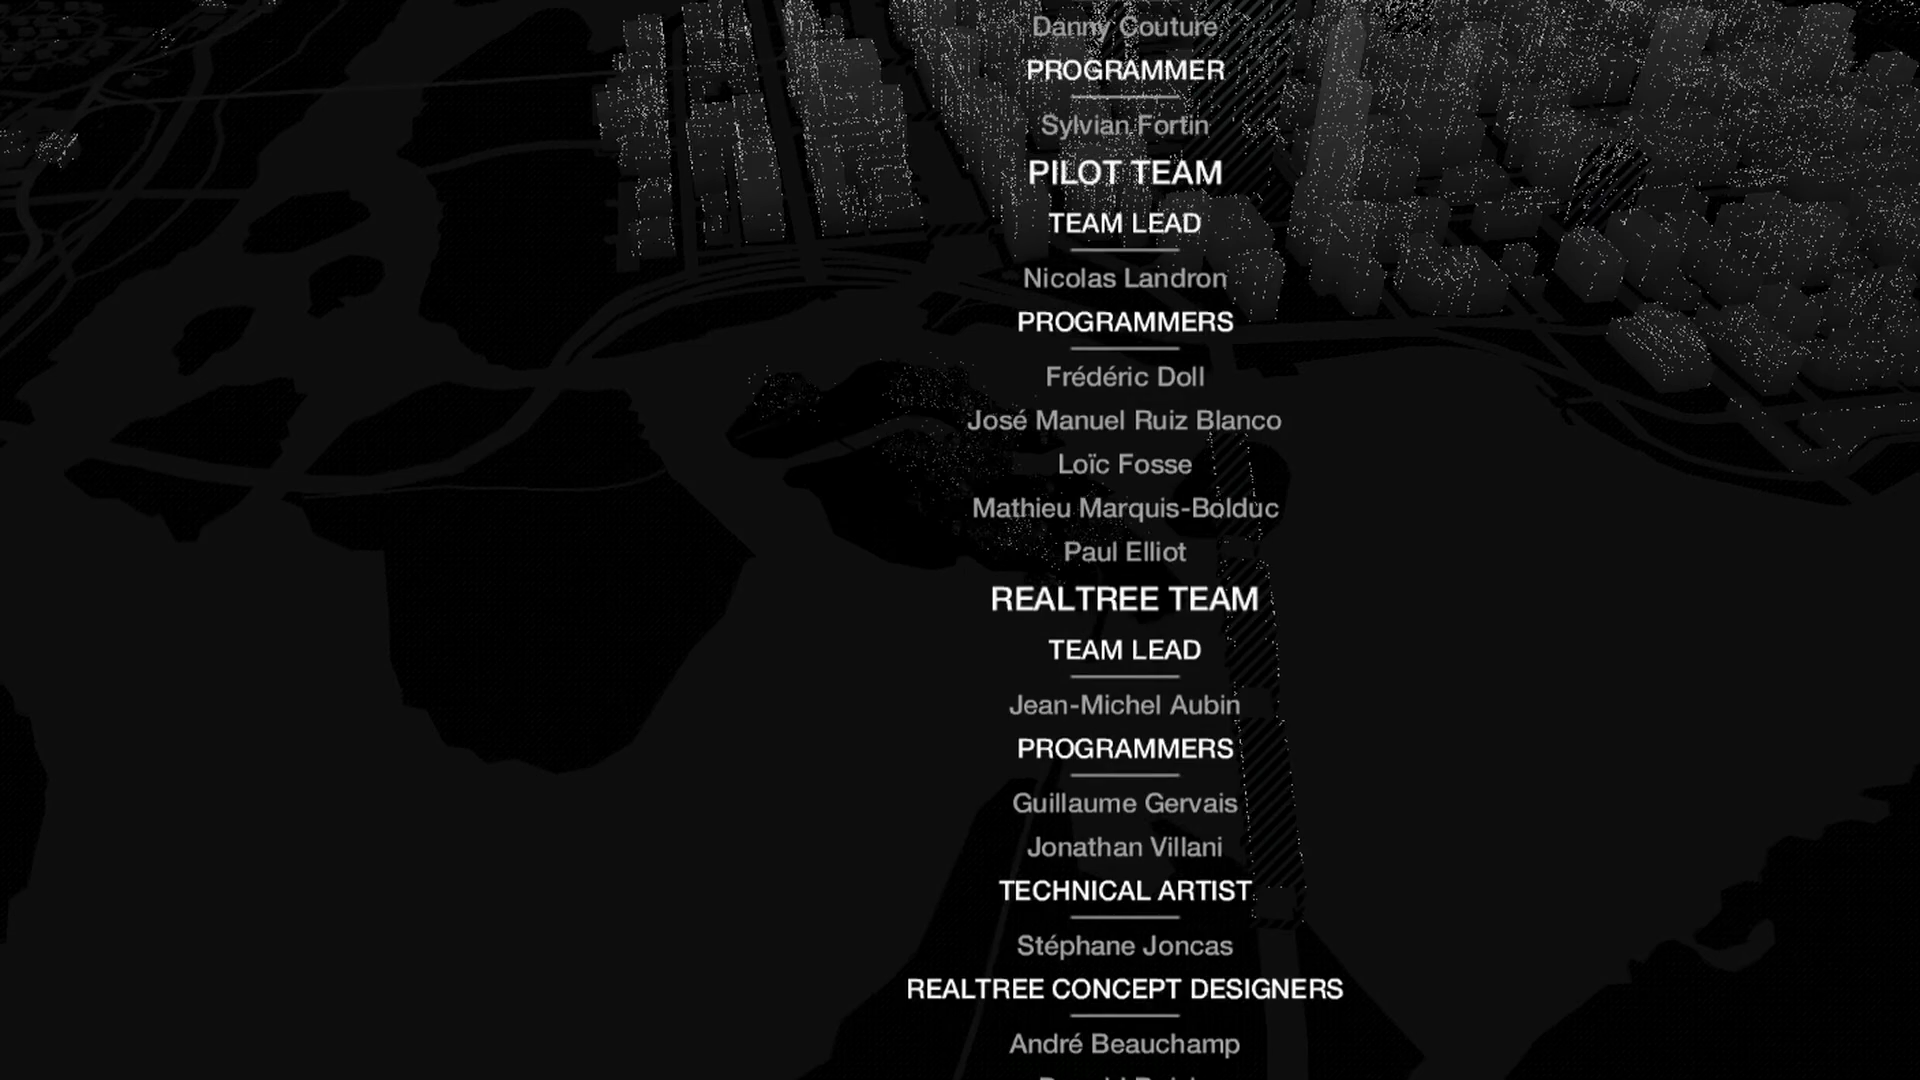 Danny Couture
PROGRAMMER
Sylvian Fortin
PILOT TEAM
TEAM LEAD
Nicolas Landron
PROGRAMMERS
Frédéric Doll
José Manuel Ruiz Blanco
Loïc Fosse
Mathieu Marquis-Bolduc
Paul Elliot
REALTREE TEAM
TEAM LEAD
Jean-Michel Aubin
PROGRAMMERS
Guillaume Gervais
Jonathan Villani
TECHNICAL ARTIST
Stéphane Joncas
REALTREE CONCEPT DESIGNERS
André Beauchamp